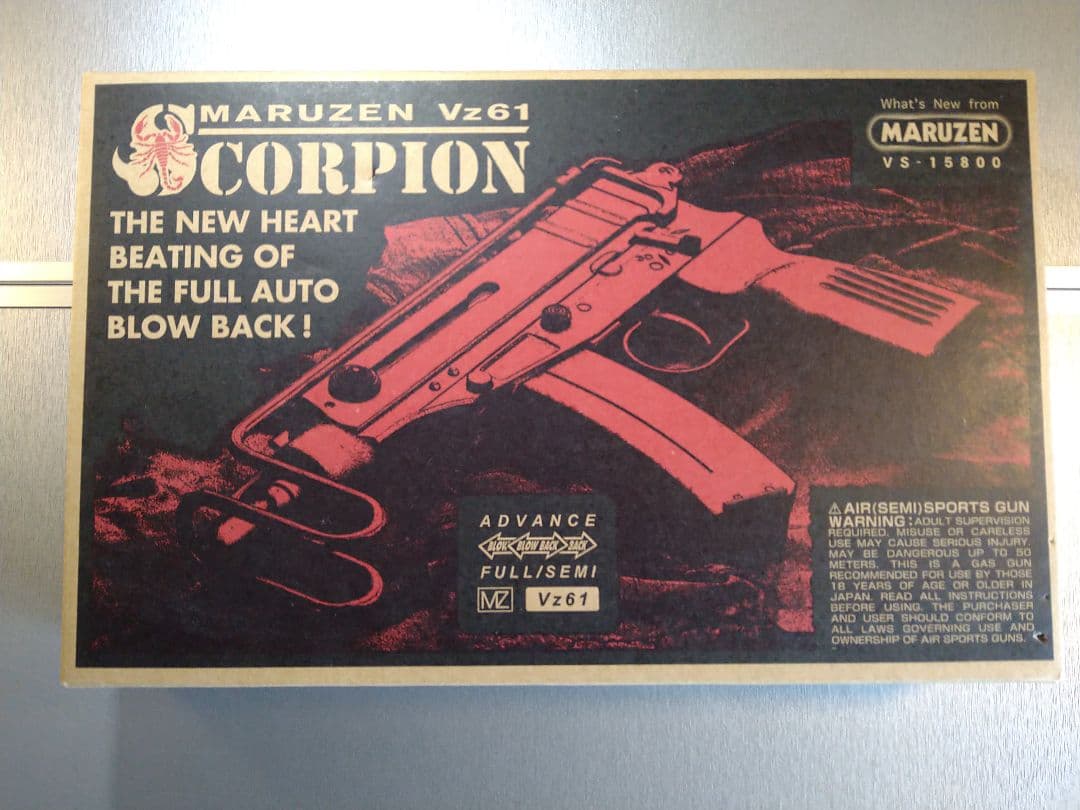 MARUZEN Vz61
SCORPION
THE NEW HEART
BEATING OF
THE FULL AUTO
BLOW BACK!
What's New from
MARUZEN
VS-15800
ADVANCE
BLOW BLOW BACK BACK
FULL/SEMI
MZ Vz61
⚠ AIR(SEMI)SPORTS GUN
WARNING: ADULT SUPERVISION
REQUIRED. MISUSE OR CARELESS
USE MAY CAUSE SERIOUS INJURY.
MAY BE DANGEROUS UP TO 50
METERS. THIS IS A GAS GUN
RECOMMENDED FOR USE BY THOSE
18 YEARS OF AGE OR OLDER IN
JAPAN. READ ALL INSTRUCTIONS
BEFORE USING. THE PURCHASER
AND USER SHOULD CONFORM TO
ALL LAWS GOVERNING USE AND
OWNERSHIP OF AIR SPORTS GUNS.